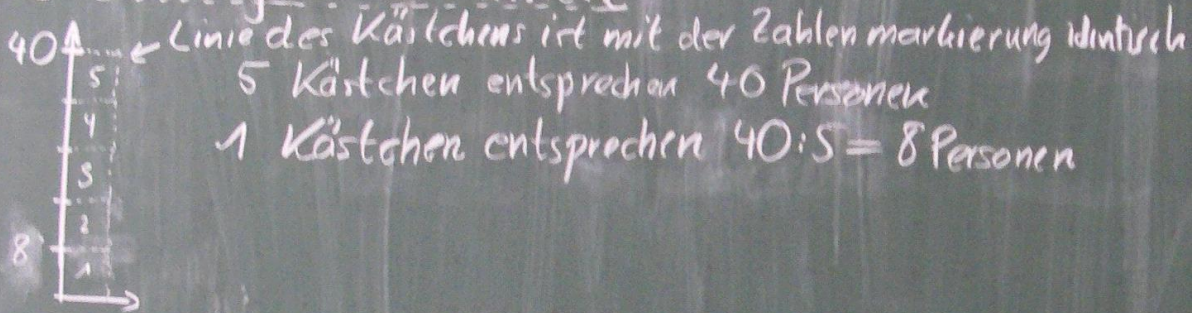 40 ← Linie des Kästchens ist mit der Zahlenmarkierung identisch
5
5 Kästchen entsprechen 40 Personen
4
1 Kästchen entsprechen 40:5 = 8 Personen
3
2
8
1